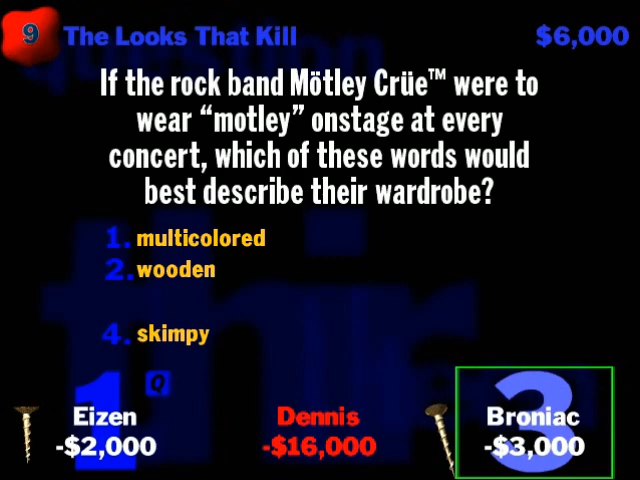 9 The Looks That Kill $6,000
If the rock band Mötley Crüe™ were to
wear “motley” onstage at every
concert, which of these words would
best describe their wardrobe?
1. multicolored
2. wooden
4. skimpy
1 Q 3
Eizen Dennis Broniac
-$2,000 -$16,000 -$3,000